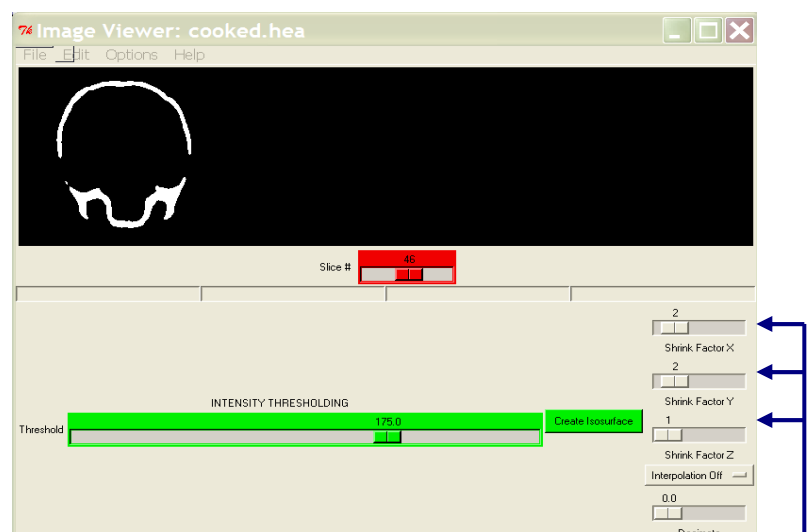 Image Viewer: cooked.hea
File Edit Options Help
Slice # 46
2
Shrink Factor X
2
Shrink Factor Y
INTENSITY THRESHOLDING
Threshold 175.0 Create Isosurface
1
Shrink Factor Z
Interpolation Off
0.0